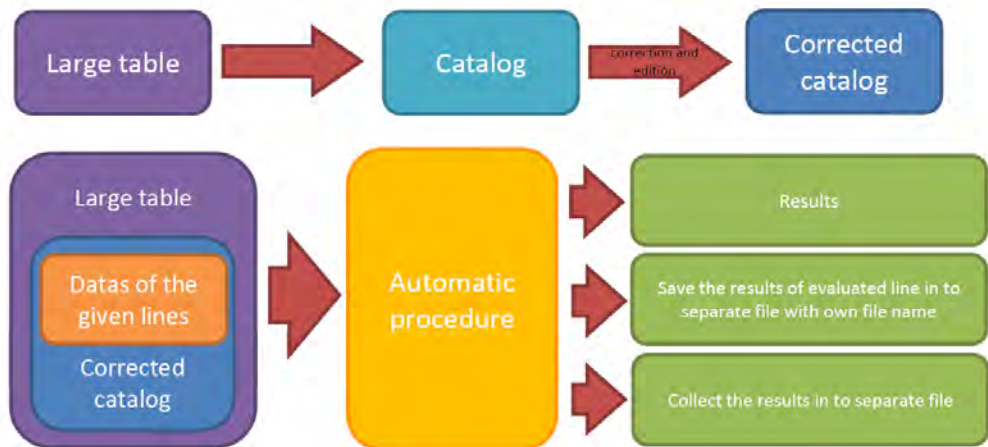 Large table
Catalog
correction and
edition
Corrected
catalog
Large table
Datas of the
given lines
Corrected
catalog
Automatic
procedure
Results
Save the results of evaluated line in to
separate file with own file name
Collect the results in to separate file